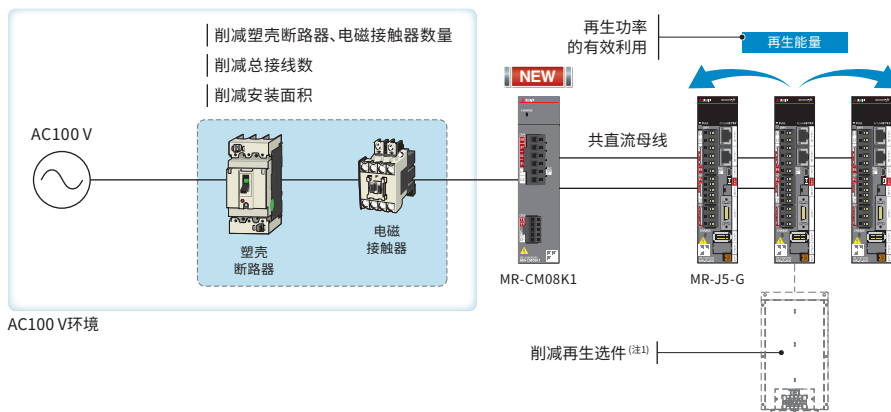 削减塑壳断路器、电磁接触器数量
削减总接线数
削减安装面积
再生功率
的有效利用
再生能量
NEW
AC100 V
共直流母线
塑壳
断路器
电磁
接触器
MR-CM08K1
MR-J5-G
AC100 V环境
削减再生选件 (注1)